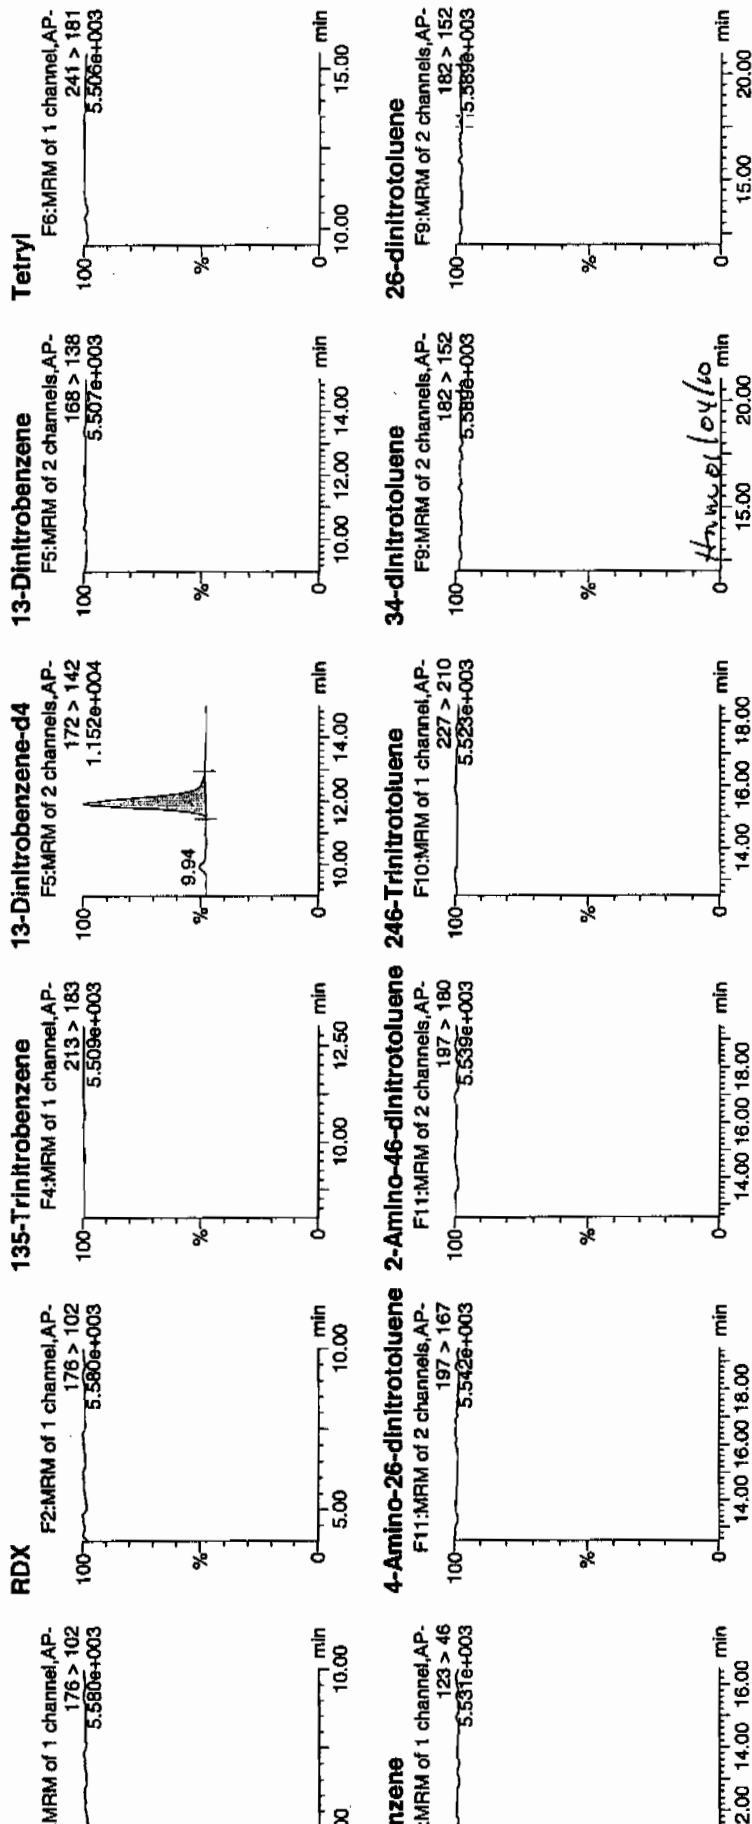 MRM of 1 channel,AP-
176 > 102
5.580e+003
10.00
min
RDX
F2:MRM of 1 channel,AP-
176 > 102
5.580e+003
100
%
0
5.00
10.00
min
135-Trinitrobenzene
F4:MRM of 1 channel,AP-
213 > 183
5.509e+003
100
%
0
10.00
12.50
min
13-Dinitrobenzene-d4
F5:MRM of 2 channels,AP-
172 > 142
1.152e+004
100
9.94
%
0
10.00
12.00
14.00
min
13-Dinitrobenzene
F5:MRM of 2 channels,AP-
168 > 138
5.507e+003
100
%
0
10.00
12.00
14.00
min
Tetryl
F6:MRM of 1 channel,AP-
241 > 181
5.506e+003
100
%
0
10.00
15.00
min
nzene
MRM of 1 channel,AP-
123 > 46
5.531e+003
2.00
14.00
16.00
min
4-Amino-26-dinitrotoluene
F11:MRM of 2 channels,AP-
197 > 167
5.542e+003
100
%
0
14.00
16.00
18.00
min
2-Amino-46-dinitrotoluene
F11:MRM of 2 channels,AP-
197 > 180
5.539e+003
100
%
0
14.00
16.00
18.00
min
246-Trinitrotoluene
F10:MRM of 1 channel,AP-
227 > 210
5.523e+003
100
%
0
14.00
16.00
18.00
min
34-dinitrotoluene
F9:MRM of 2 channels,AP-
182 > 152
5.589e+003
100
%
0
15.00
20.00
min
01/04/10
26-dinitrotoluene
F9:MRM of 2 channels,AP-
182 > 152
5.589e+003
100
%
0
15.00
20.00
min